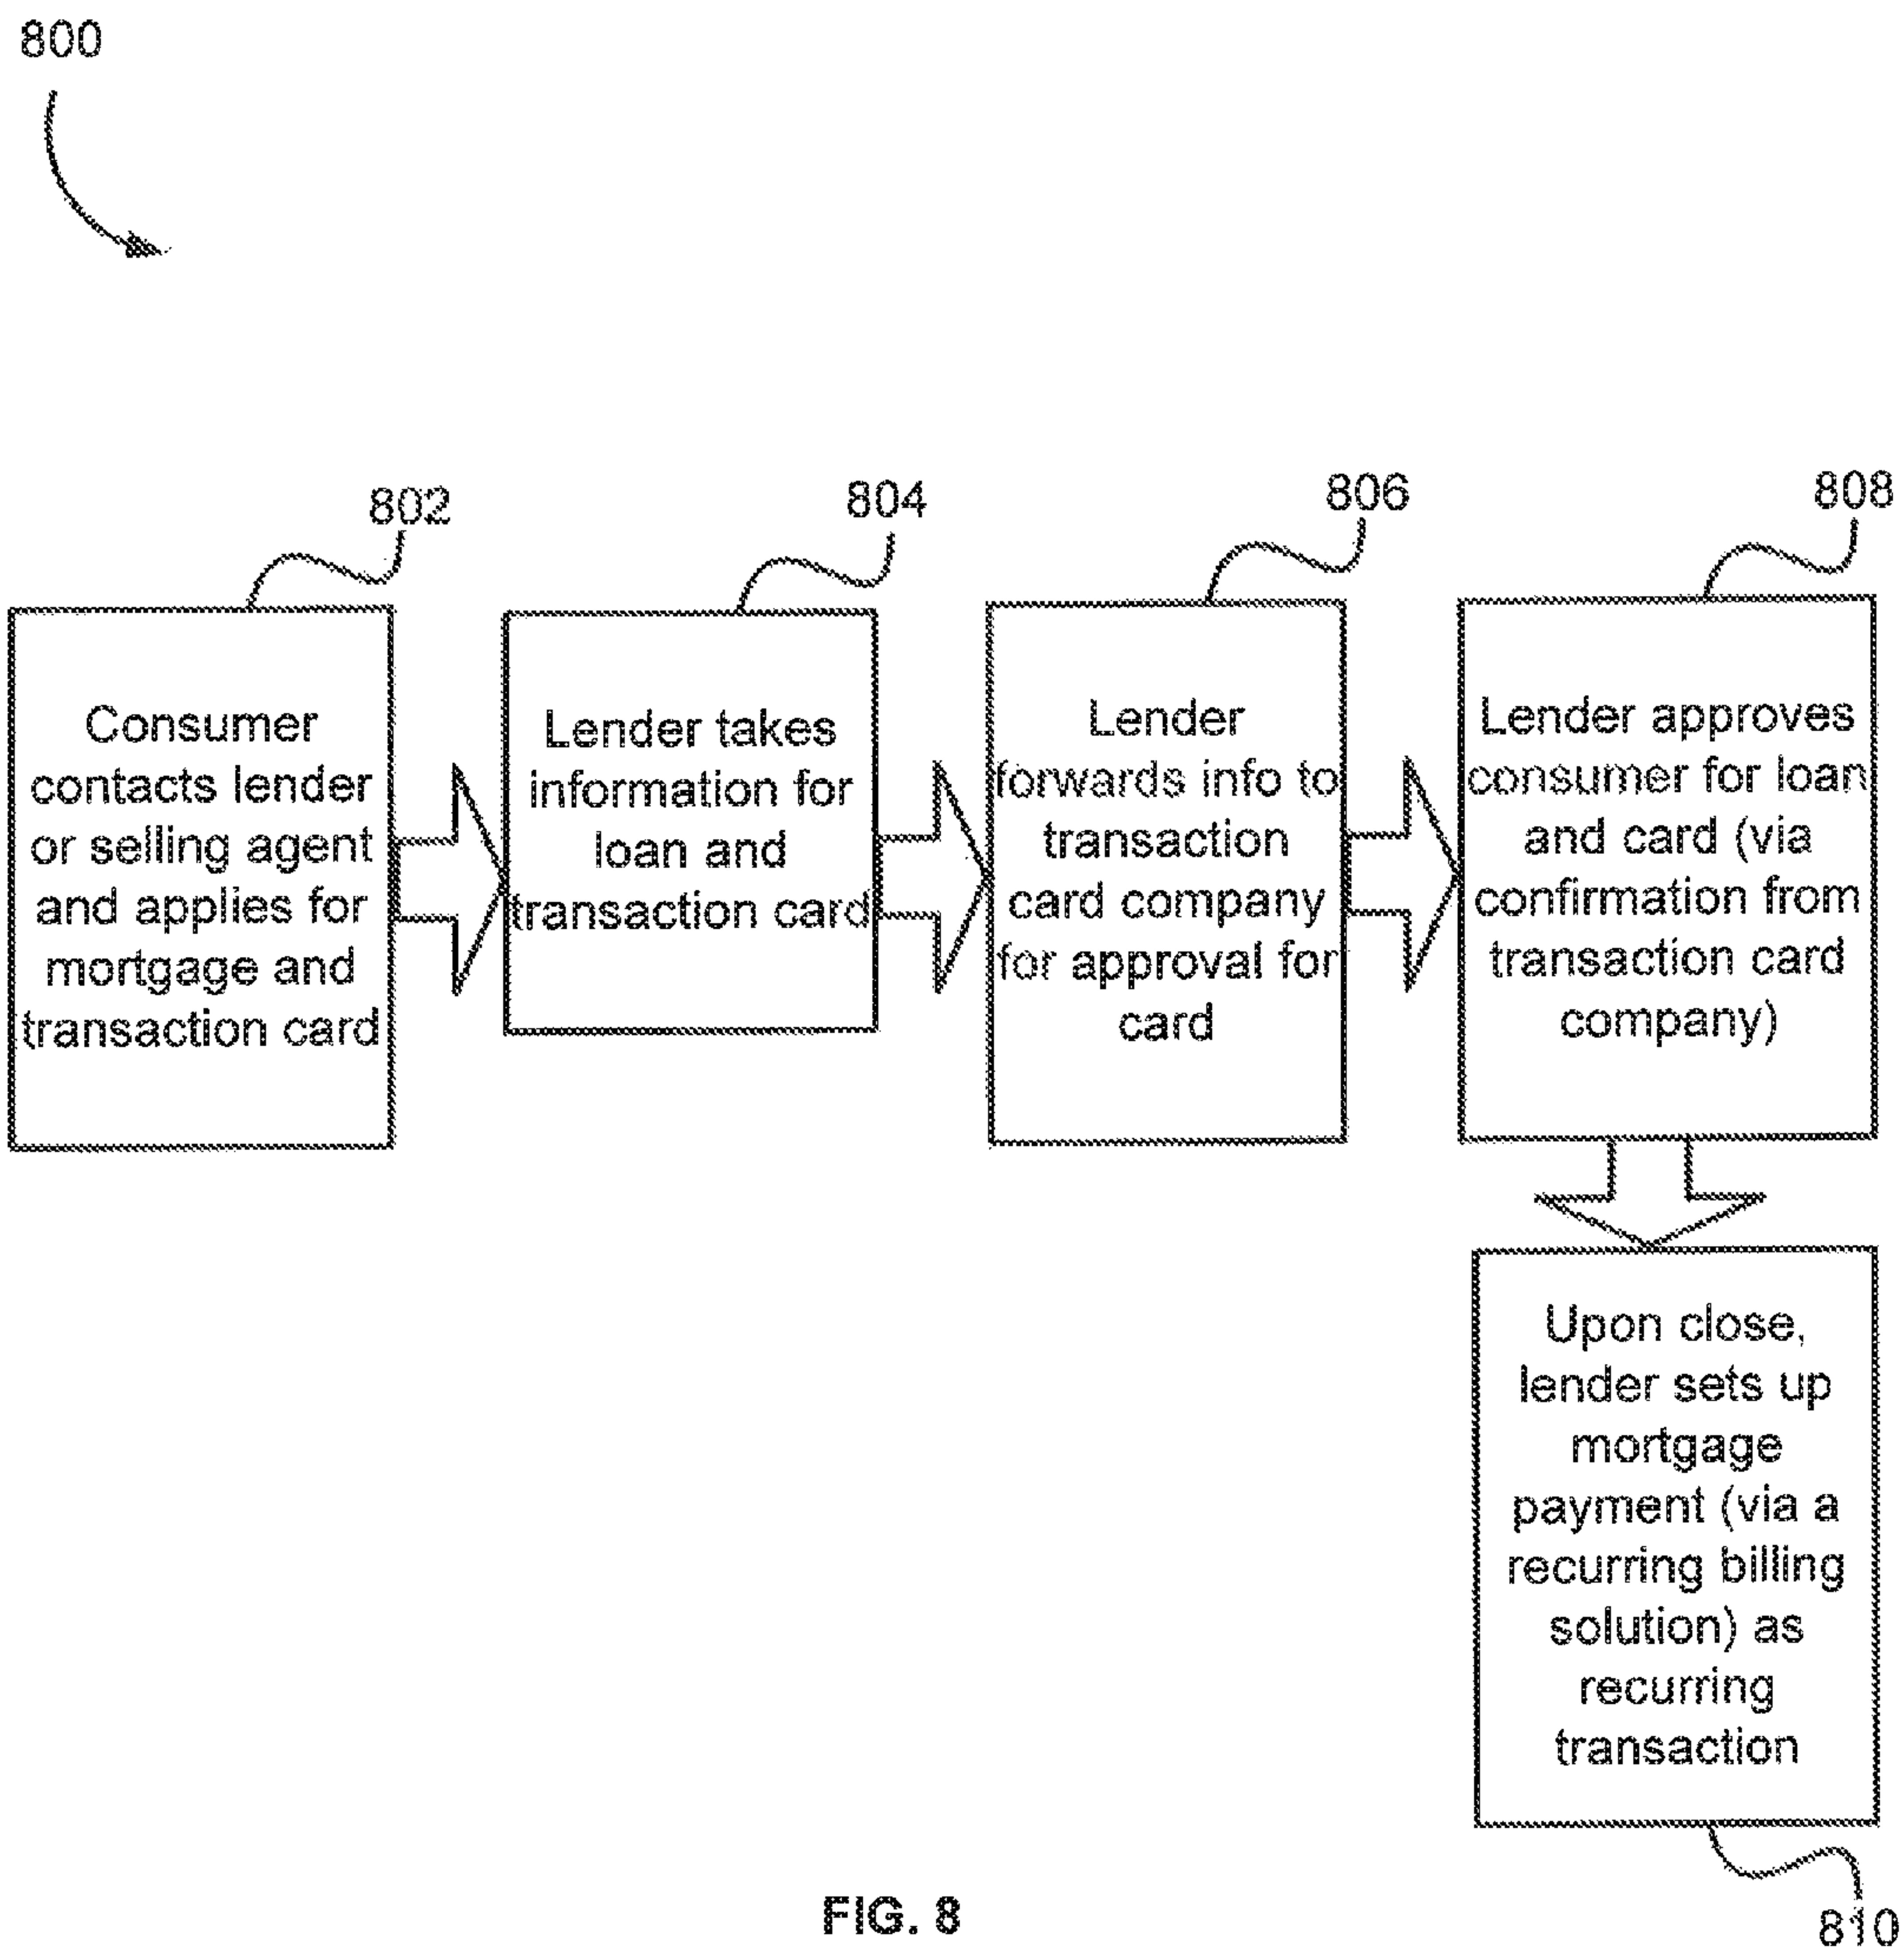 800
802
Consumer
contacts lender
or selling agent
and applies for
mortgage and
transaction card
804
Lender takes
information for
loan and
transaction card
806
Lender
forwards info to
transaction
card company
for approval for
card
808
Lender approves
consumer for loan
and card (via
confirmation from
transaction card
company)
Upon close,
lender sets up
mortgage
payment (via a
recurring billing
solution) as
recurring
transaction
810
FIG. 8